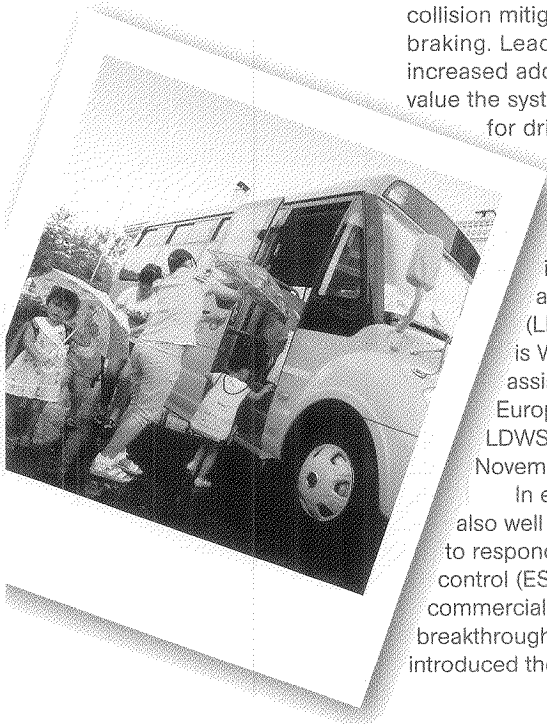 collision mitig
braking. Lead
increased add
value the syst
for dri
i
a
(L
is V
assi
Europ
LDWS
Novem
In e
also well
to respond
control (ES
commercial
breakthrough
introduced the